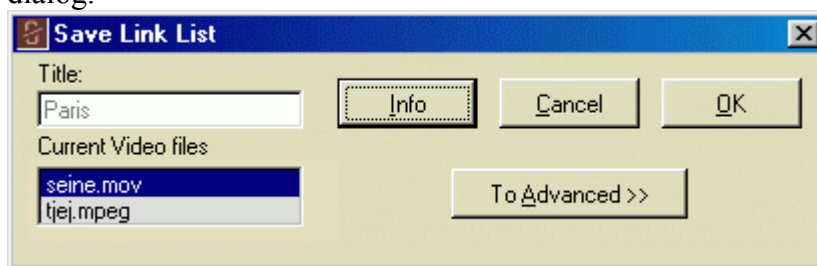 dialog.
Save Link List
Title:
Paris
Info
Cancel
OK
Current Video files
seine.mov
tjej.mpeg
To Advanced >>